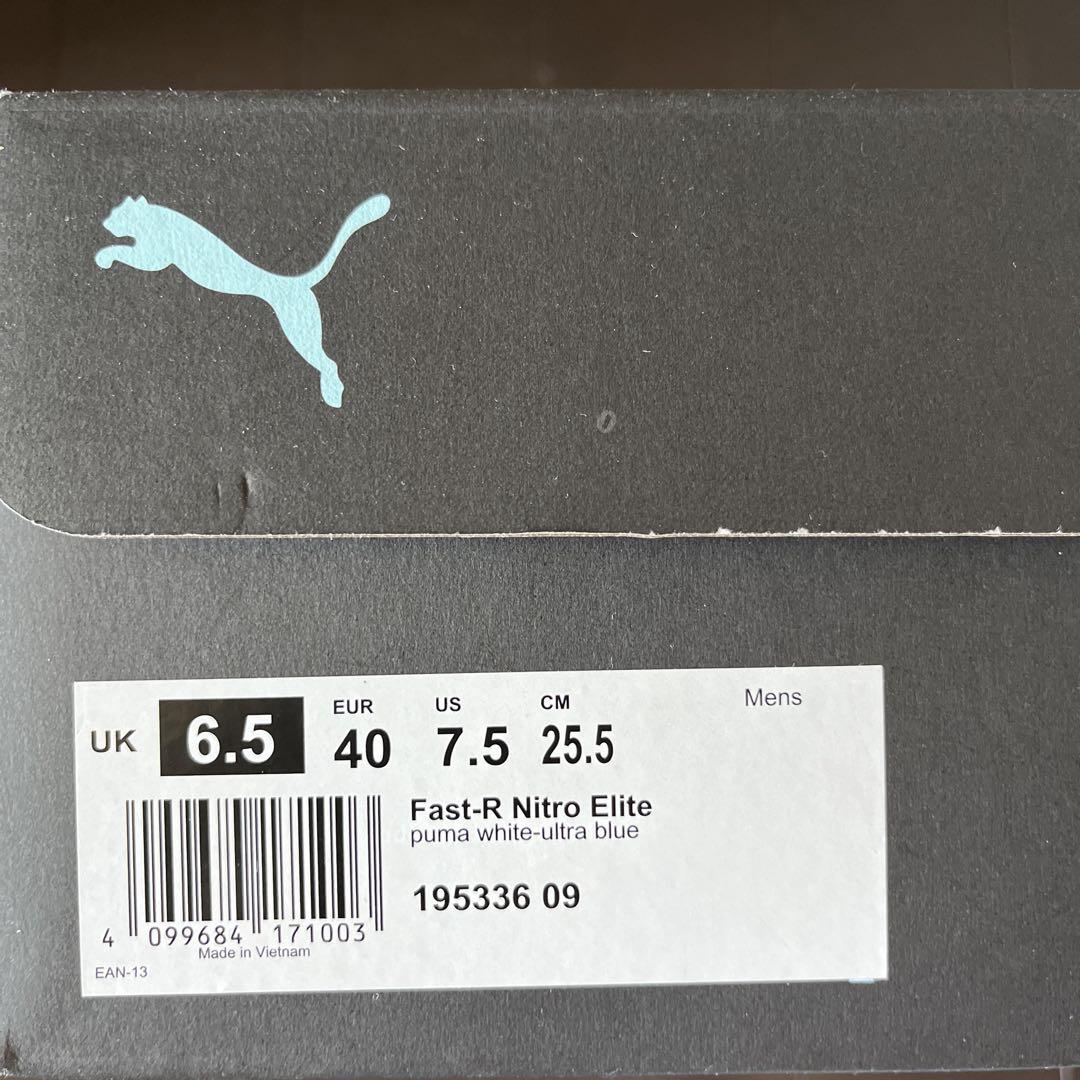 UK 6.5 EUR 40 US 7.5 CM 25.5 Mens
Fast-R Nitro Elite
puma white-ultra blue
195336 09
4 099684 171003
Made in Vietnam
EAN-13